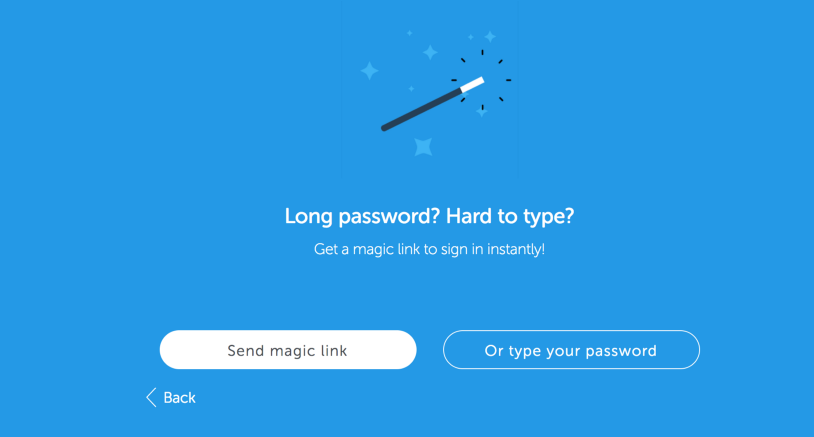 Long password? Hard to type?
Get a magic link to sign in instantly!
Send magic link
Or type your password
Back